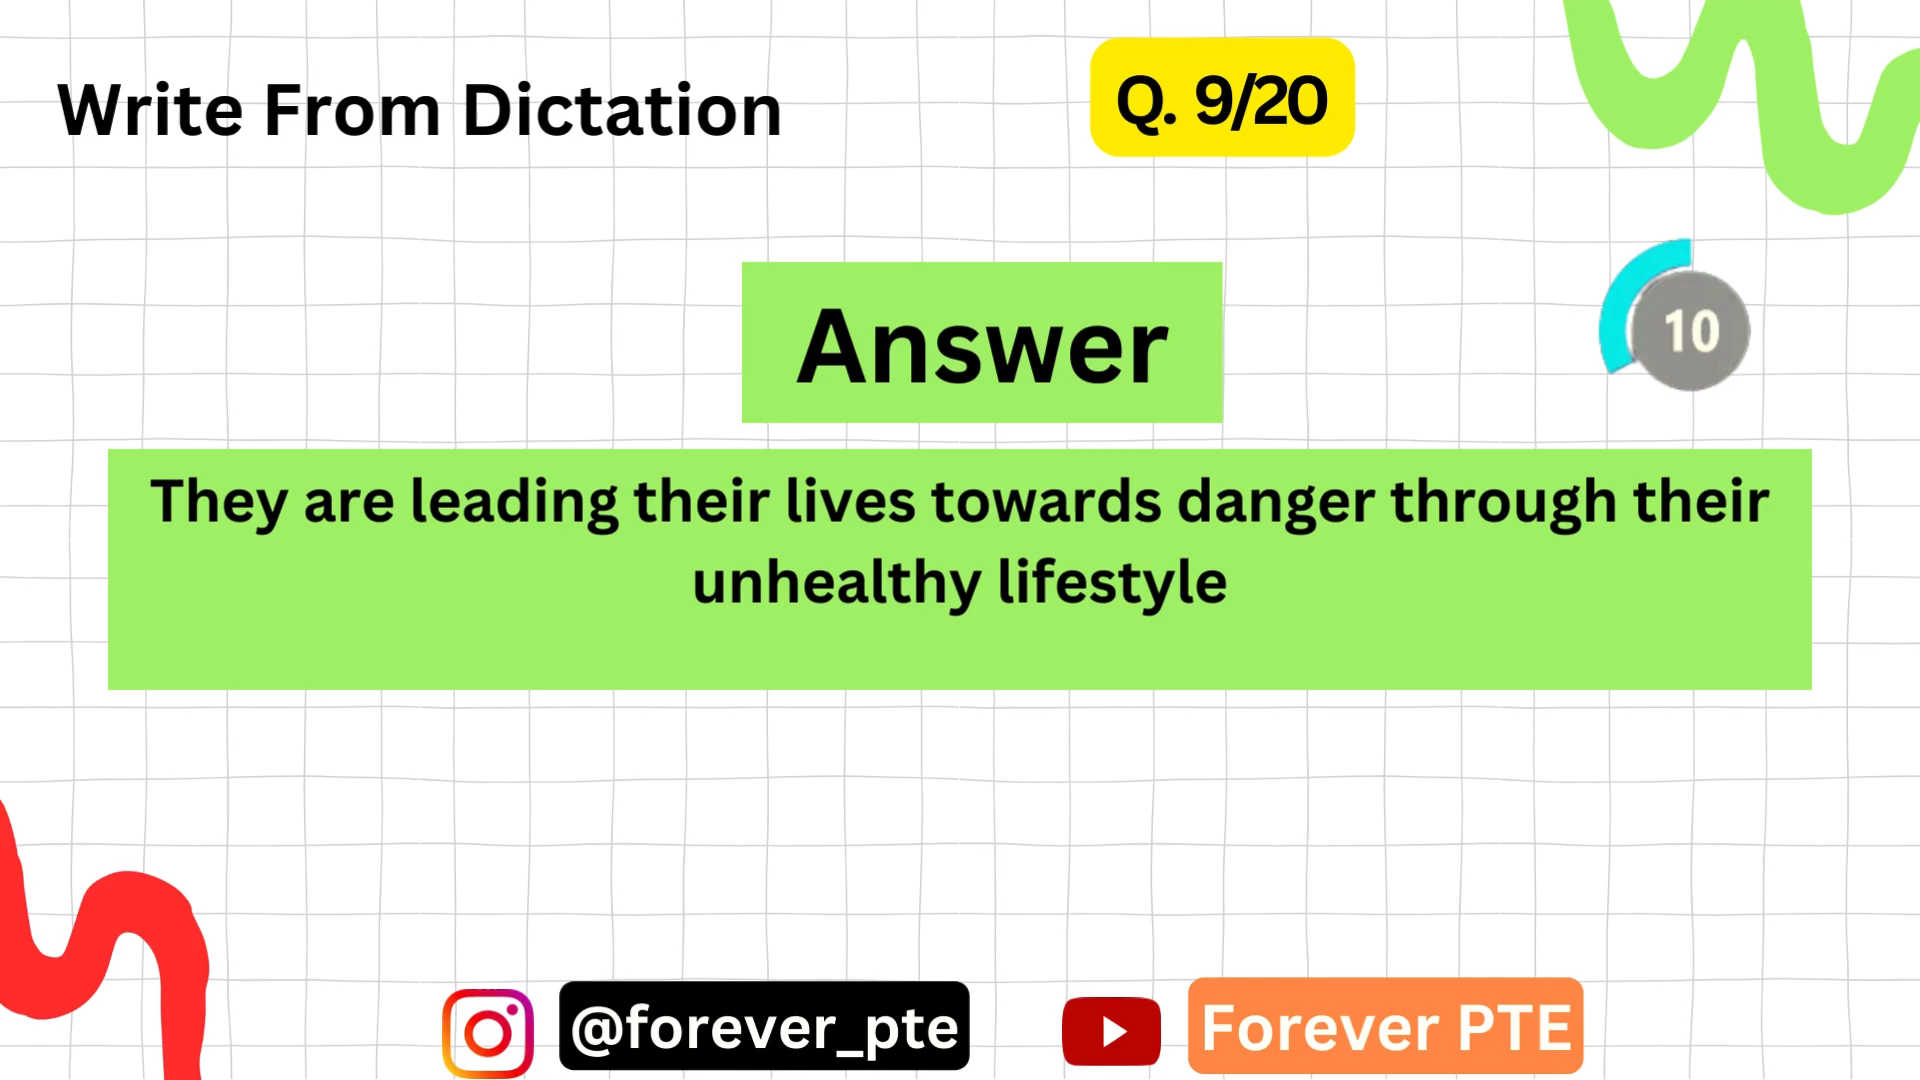 Write From Dictation
Q. 9/20
Answer
10
They are leading their lives towards danger through their
unhealthy lifestyle
@forever_pte
Forever PTE